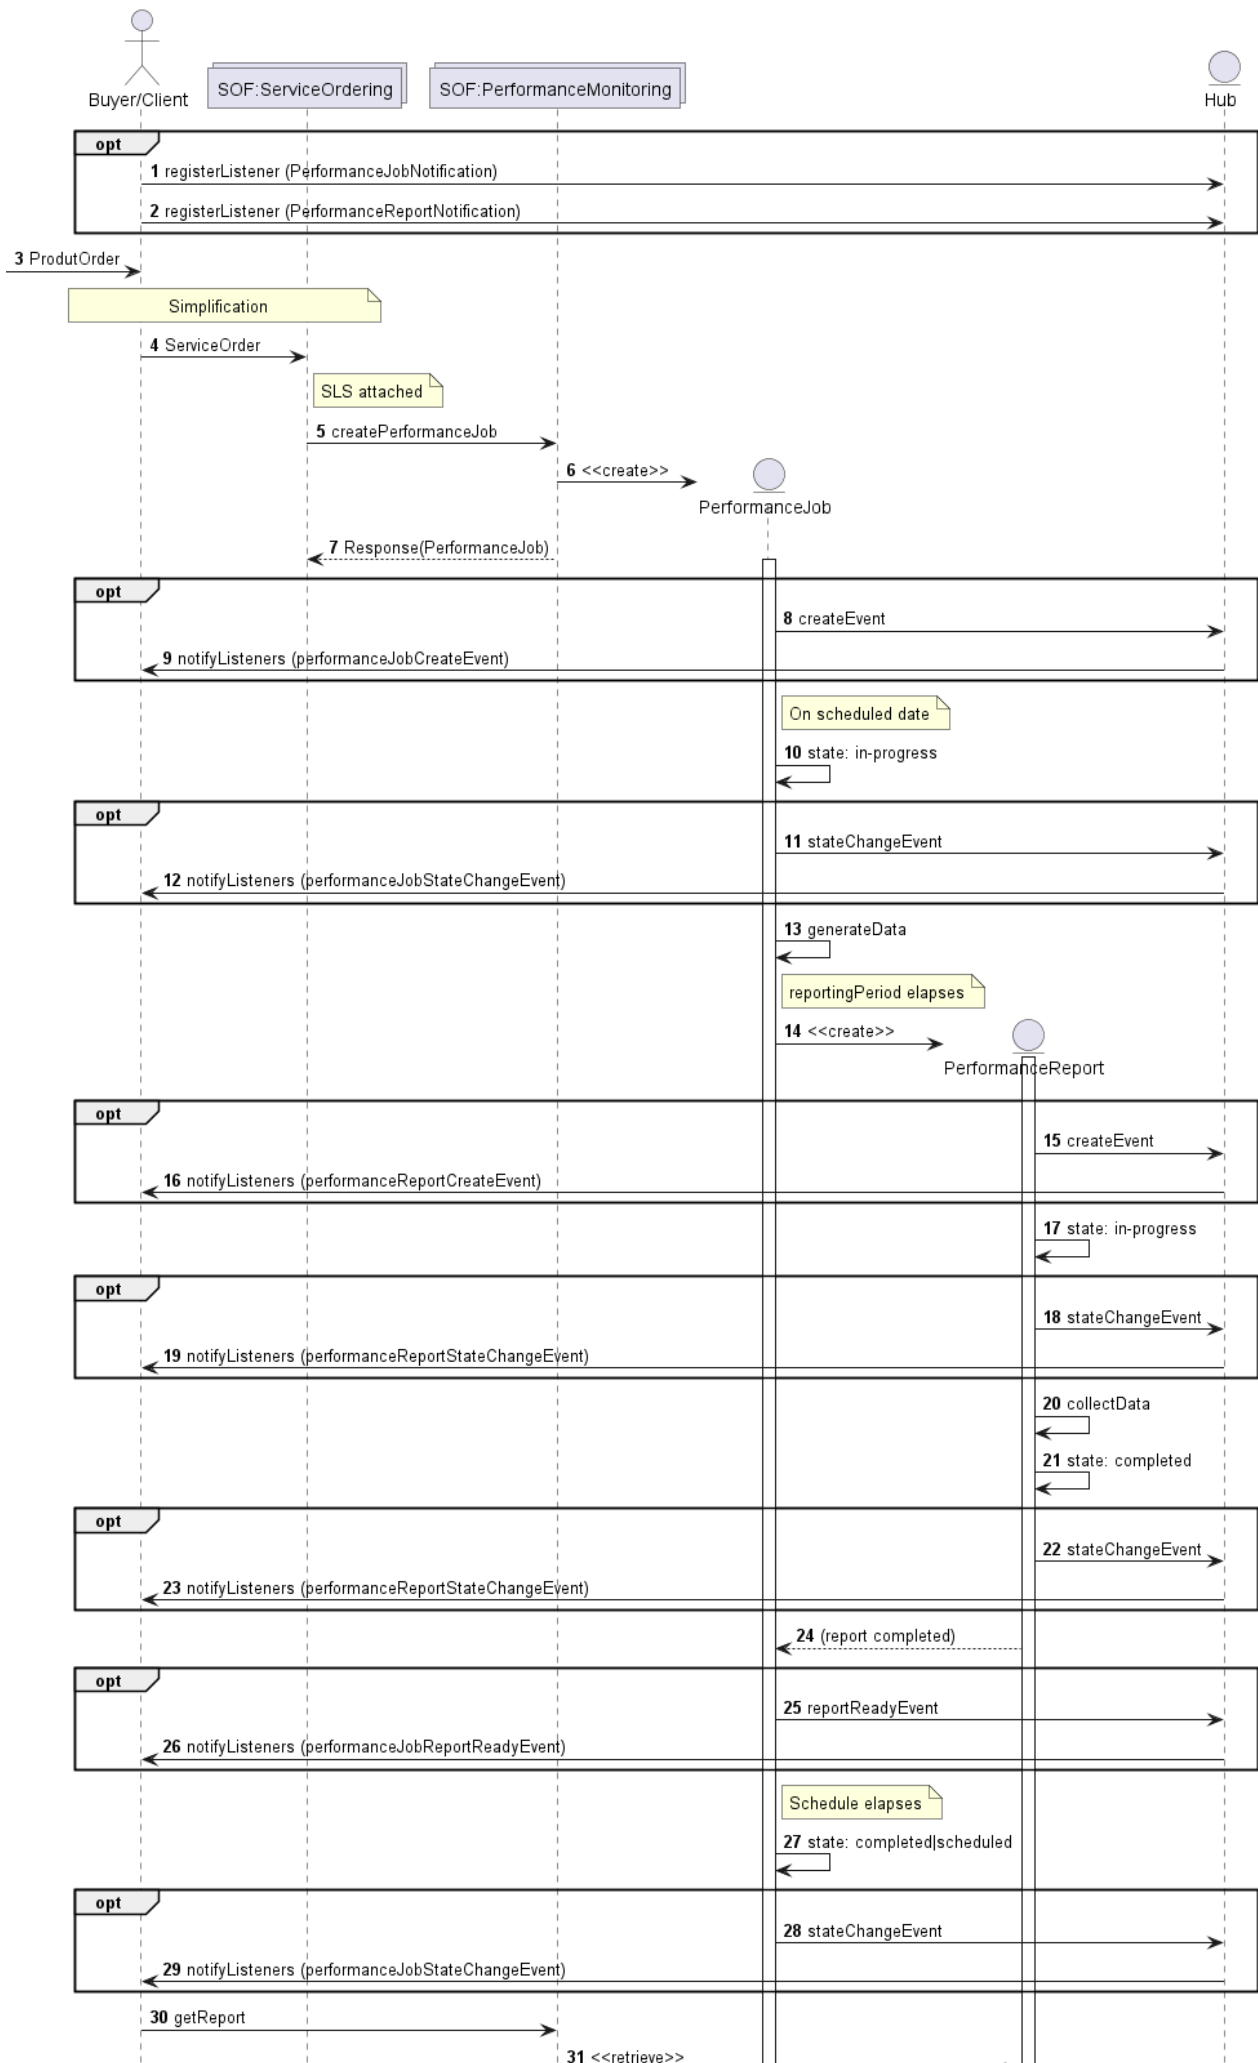 Buyer/Client
SOF:ServiceOrdering
SOF:PerformanceMonitoring
Hub
opt
1 registerListener (PerformanceJobNotification)
2 registerListener (PerformanceReportNotification)
3 ProdutOrder
Simplification
4 ServiceOrder
SLS attached
5 createPerformanceJob
6 <<create>>
PerformanceJob
7 Response(PerformanceJob)
opt
8 createEvent
9 notifyListeners (performanceJobCreateEvent)
On scheduled date
10 state: in-progress
opt
11 stateChangeEvent
12 notifyListeners (performanceJobStateChangeEvent)
13 generateData
reportingPeriod elapses
14 <<create>>
PerformanceReport
opt
15 createEvent
16 notifyListeners (performanceReportCreateEvent)
17 state: in-progress
opt
18 stateChangeEvent
19 notifyListeners (performanceReportStateChangeEvent)
20 collectData
21 state: completed
opt
22 stateChangeEvent
23 notifyListeners (performanceReportStateChangeEvent)
24 (report completed)
opt
25 reportReadyEvent
26 notifyListeners (performanceJobReportReadyEvent)
Schedule elapses
27 state: completed|scheduled
opt
28 stateChangeEvent
29 notifyListeners (performanceJobStateChangeEvent)
30 getReport
31 <<retrieve>>